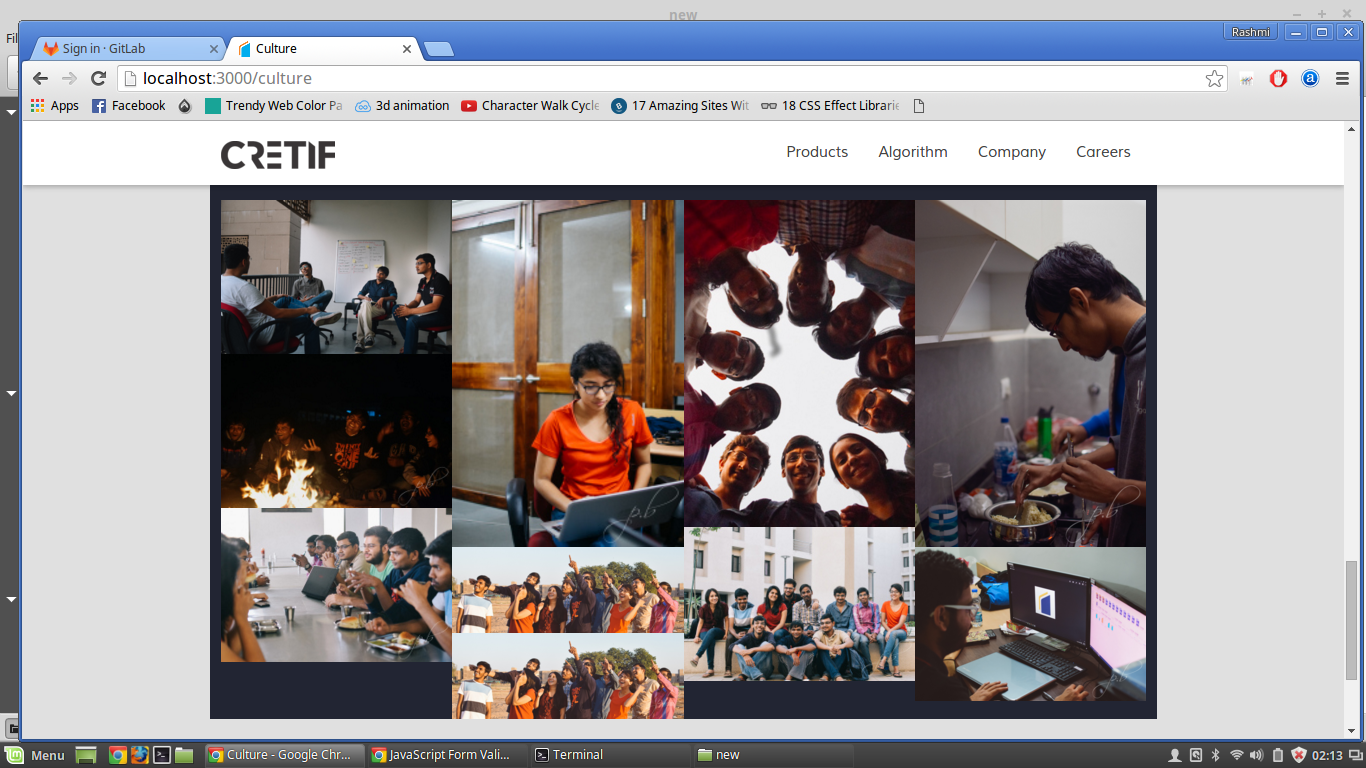 new
Fil
Rashmi
Sign in · GitLab
Culture
localhost:3000/culture
Apps
Facebook
Trendy Web Color Pa
3d animation
Character Walk Cycle
17 Amazing Sites Wit
18 CSS Effect Librarie
CRETIF
Products
Algorithm
Company
Careers
p.b
p.b
Menu
Culture - Google Chr...
JavaScript Form Vali...
Terminal
new
02:13